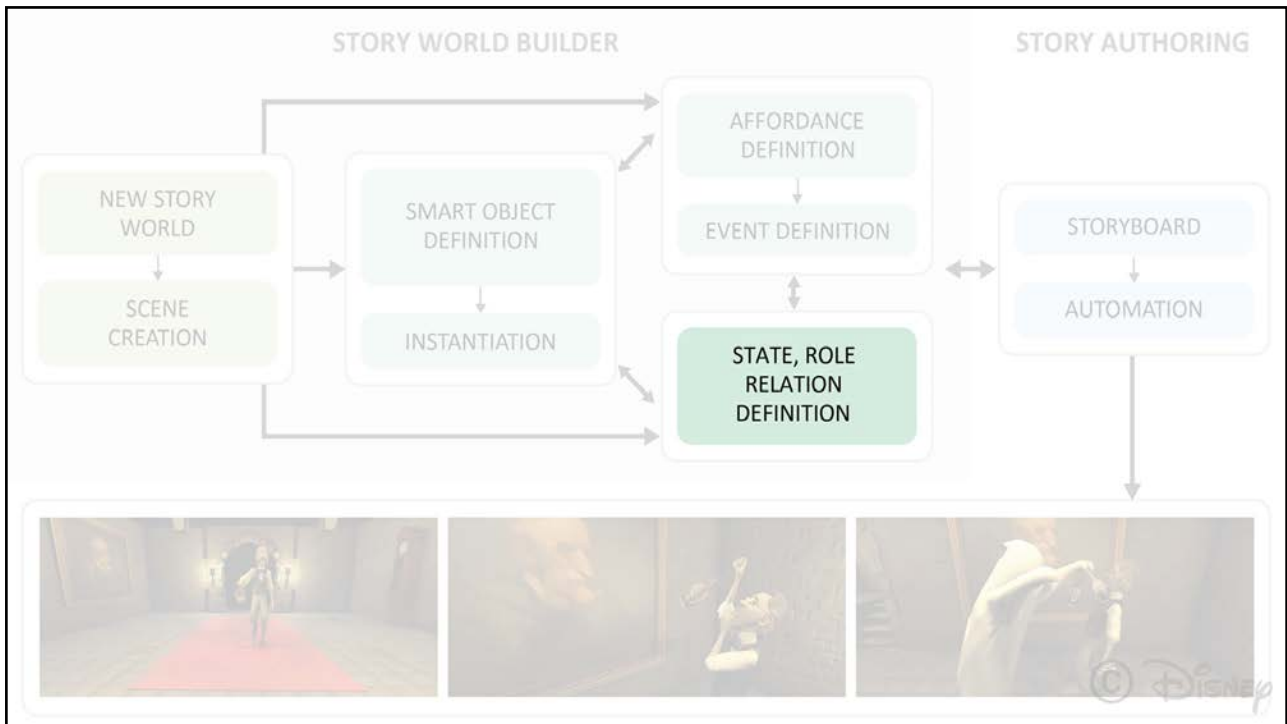 STORY WORLD BUILDER
STORY AUTHORING
NEW STORY
WORLD
SCENE
CREATION
SMART OBJECT
DEFINITION
INSTANTIATION
AFFORDANCE
DEFINITION
EVENT DEFINITION
STATE, ROLE
RELATION
DEFINITION
STORYBOARD
AUTOMATION
© Disney